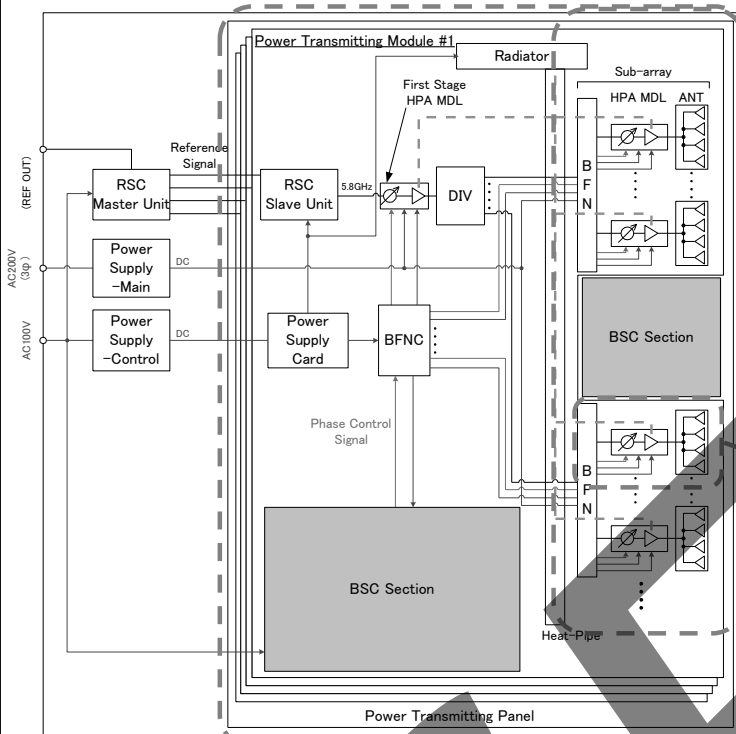 Power Transmitting Module #1
Radiator
Sub-array
First Stage
HPA MDL
HPA MDL
ANT
Reference
Signal
(REF OUT)
RSC
Master Unit
RSC
Slave Unit
5.8GHz
DIV
B
F
N
AC200V
(3φ)
Power
Supply
-Main
DC
AC100V
Power
Supply
-Control
DC
Power
Supply
Card
BFNC
BSC Section
Phase Control
Signal
B
F
N
BSC Section
Heat-Pipe
Power Transmitting Panel